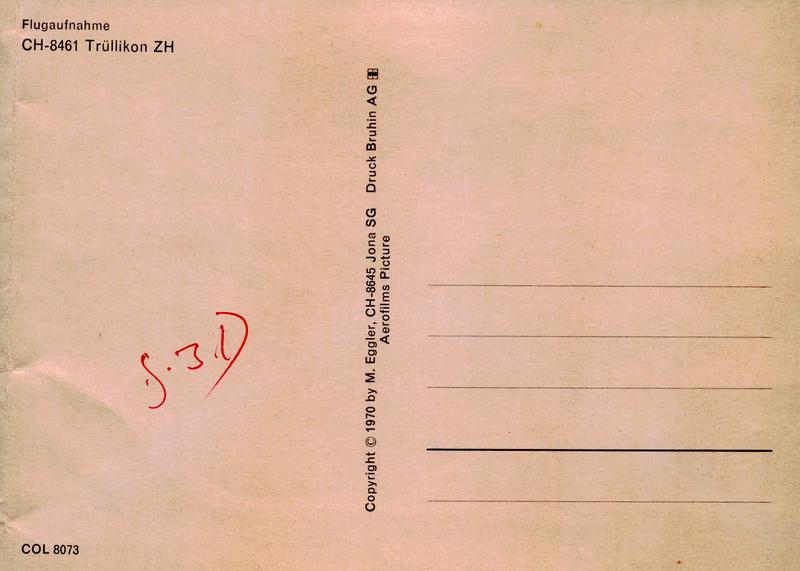 Flugaufnahme
CH-8461 Trüllikon ZH
Copyright © 1970 by M. Eggler, CH-8645 Jona SG Druck Bruhin AG
Aerofilms Picture
COL 8073